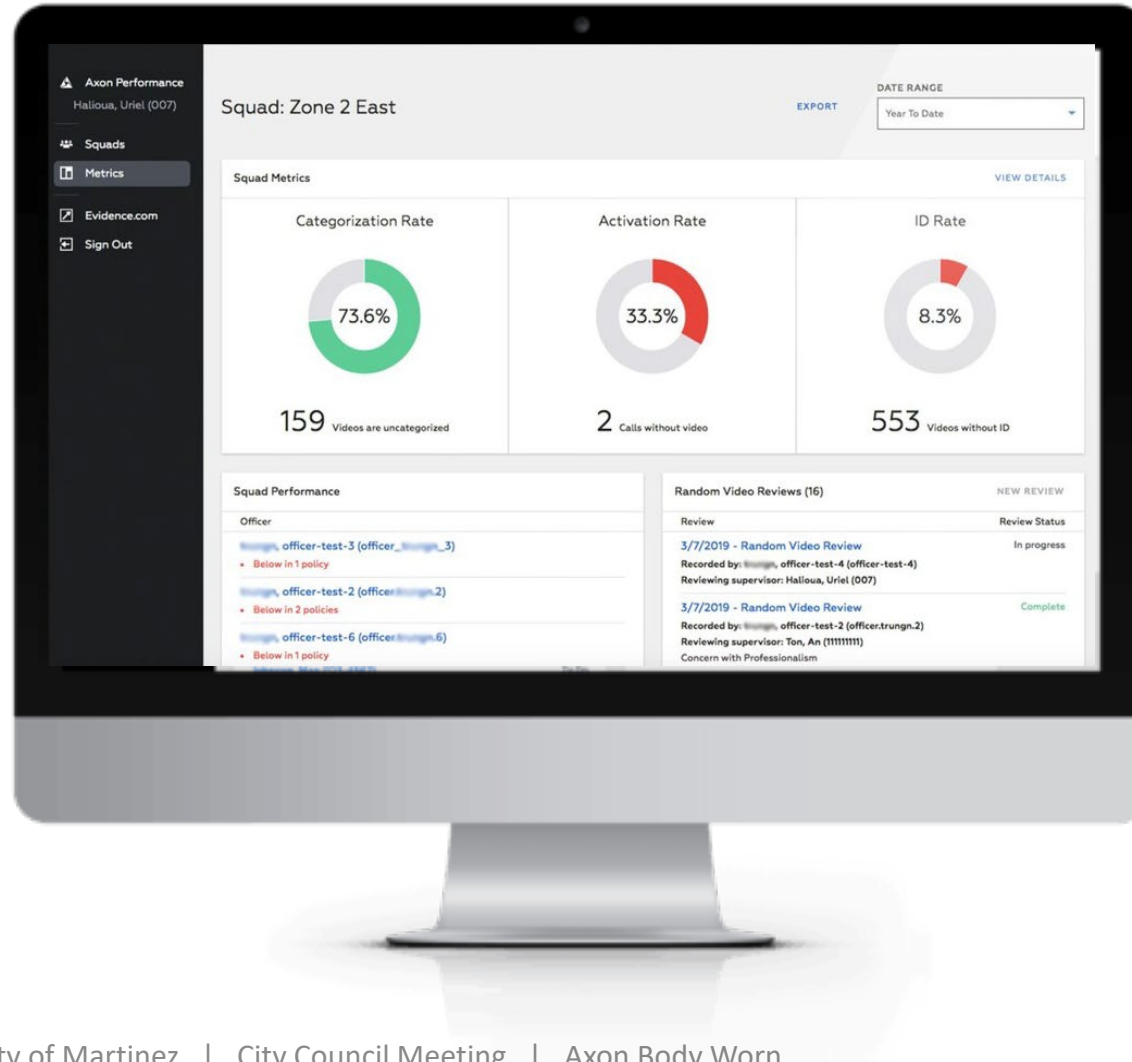 Axon Performance
Halioua, Uriel (007)
Squads
Metrics
Evidence.com
Sign Out
Squad: Zone 2 East
EXPORT
DATE RANGE
Year To Date
Squad Metrics
VIEW DETAILS
Categorization Rate
73.6%
159 Videos are uncategorized
Activation Rate
33.3%
2 Calls without video
ID Rate
8.3%
553 Videos without ID
Squad Performance
Officer
, officer-test-3 (officer_ _3)
• Below in 1 policy
, officer-test-2 (officer. .2)
• Below in 2 policies
, officer-test-6 (officer. .6)
• Below in 1 policy
Random Video Reviews (16)
NEW REVIEW
Review
Review Status
3/7/2019 - Random Video Review
In progress
Recorded by: , officer-test-4 (officer-test-4)
Reviewing supervisor: Halioua, Uriel (007)
3/7/2019 - Random Video Review
Complete
Recorded by: , officer-test-2 (officer.trungn.2)
Reviewing supervisor: Ton, An (111111111)
Concern with Professionalism
ty of Martinez | City Council Meeting | Axon Body Worn